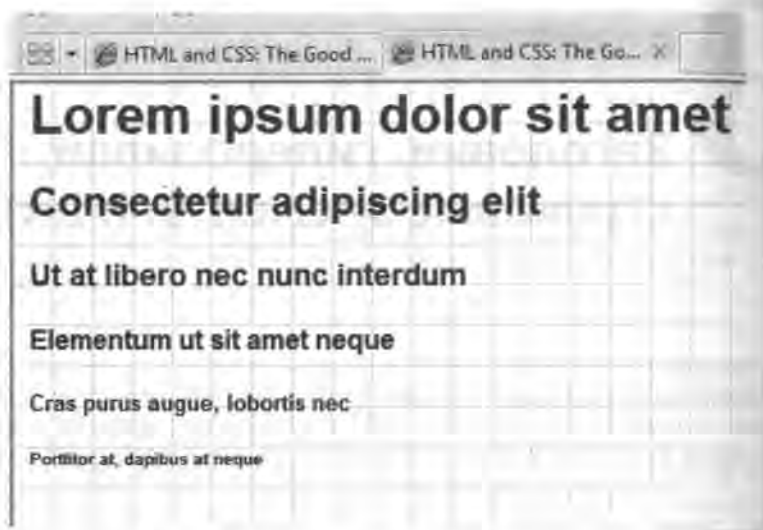 HTML and CSS: The Good ... HTML and CSS: The Go... X
Lorem ipsum dolor sit amet
Consectetur adipiscing elit
Ut at libero nec nunc interdum
Elementum ut sit amet neque
Cras purus augue, lobortis nec
Porttitor at, dapibus at neque